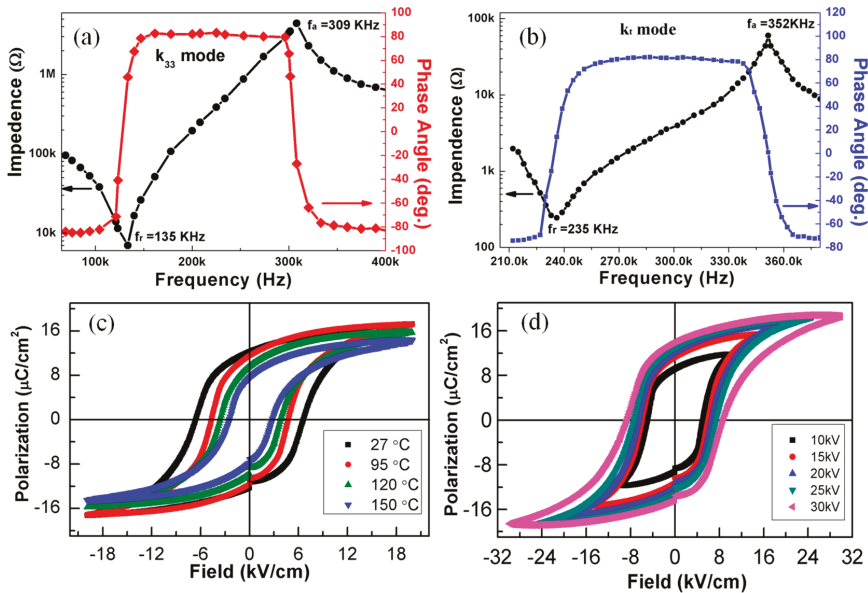 (a)
k33 mode
fa =309 KHz
fr =135 KHz
Impedence (Ω)
1M
100k
10k
100k
200k
300k
400k
Frequency (Hz)
Phase Angle (deg.)
100
80
60
40
20
0
-20
-40
-60
-80
-100
(b)
kt mode
fa =352KHz
fr =235 KHz
Impendence (Ω)
100k
10k
1k
100
210.0k
240.0k
270.0k
300.0k
330.0k
360.0k
Frequency (Hz)
Phase Angle (deg.)
120
100
80
60
40
20
0
-20
-40
-60
-80
(c)
Polarization (μC/cm2)
16
8
0
-8
-16
-18
-12
-6
0
6
12
18
Field (kV/cm)
27 °C
95 °C
120 °C
150 °C
(d)
Polarization (μC/cm2)
16
8
0
-8
-16
-32
-24
-16
-8
0
8
16
24
32
Field (kV/cm)
10kV
15kV
20kV
25kV
30kV